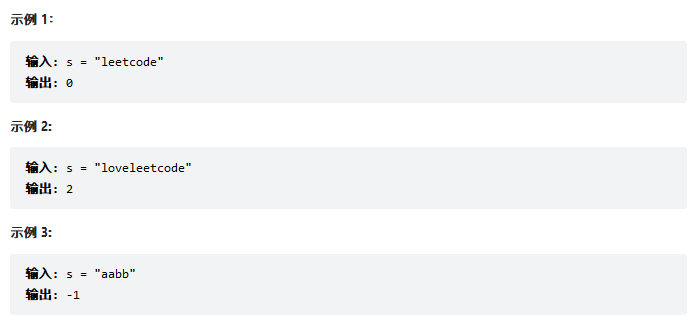 示例 1:
输入: s = "leetcode"
输出: 0
示例 2:
输入: s = "loveleetcode"
输出: 2
示例 3:
输入: s = "aabb"
输出: -1